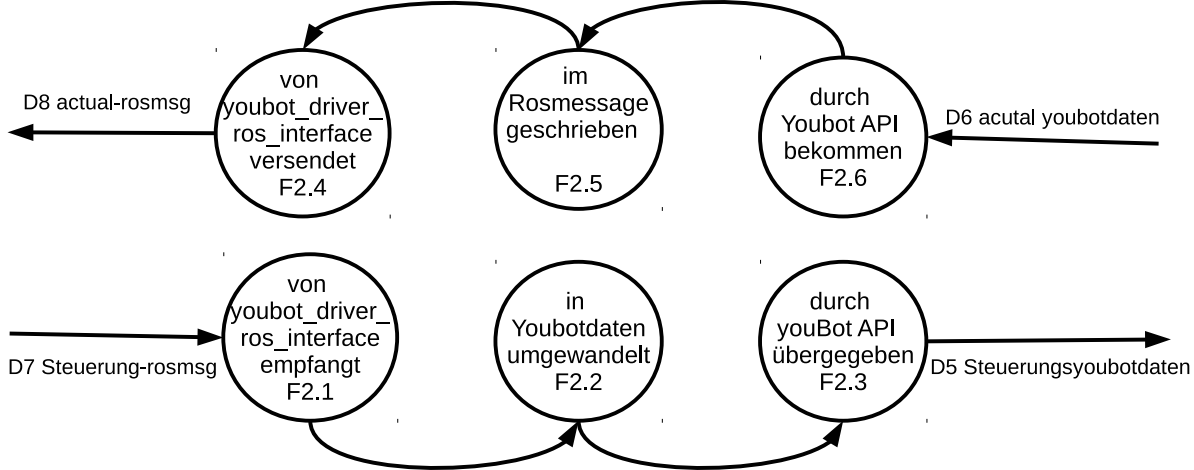 D8 actual-rosmsg
von
youbot_driver_
ros_interface
versendet
F2.4
im
Rosmessage
geschrieben
F2.5
durch
Youbot API
bekommen
F2.6
D6 acutal youbotdaten
D7 Steuerung-rosmsg
von
youbot_driver_
ros_interface
empfangt
F2.1
in
Youbotdaten
umgewandelt
F2.2
durch
youBot API
übergegeben
F2.3
D5 Steuerungsyoubotdaten